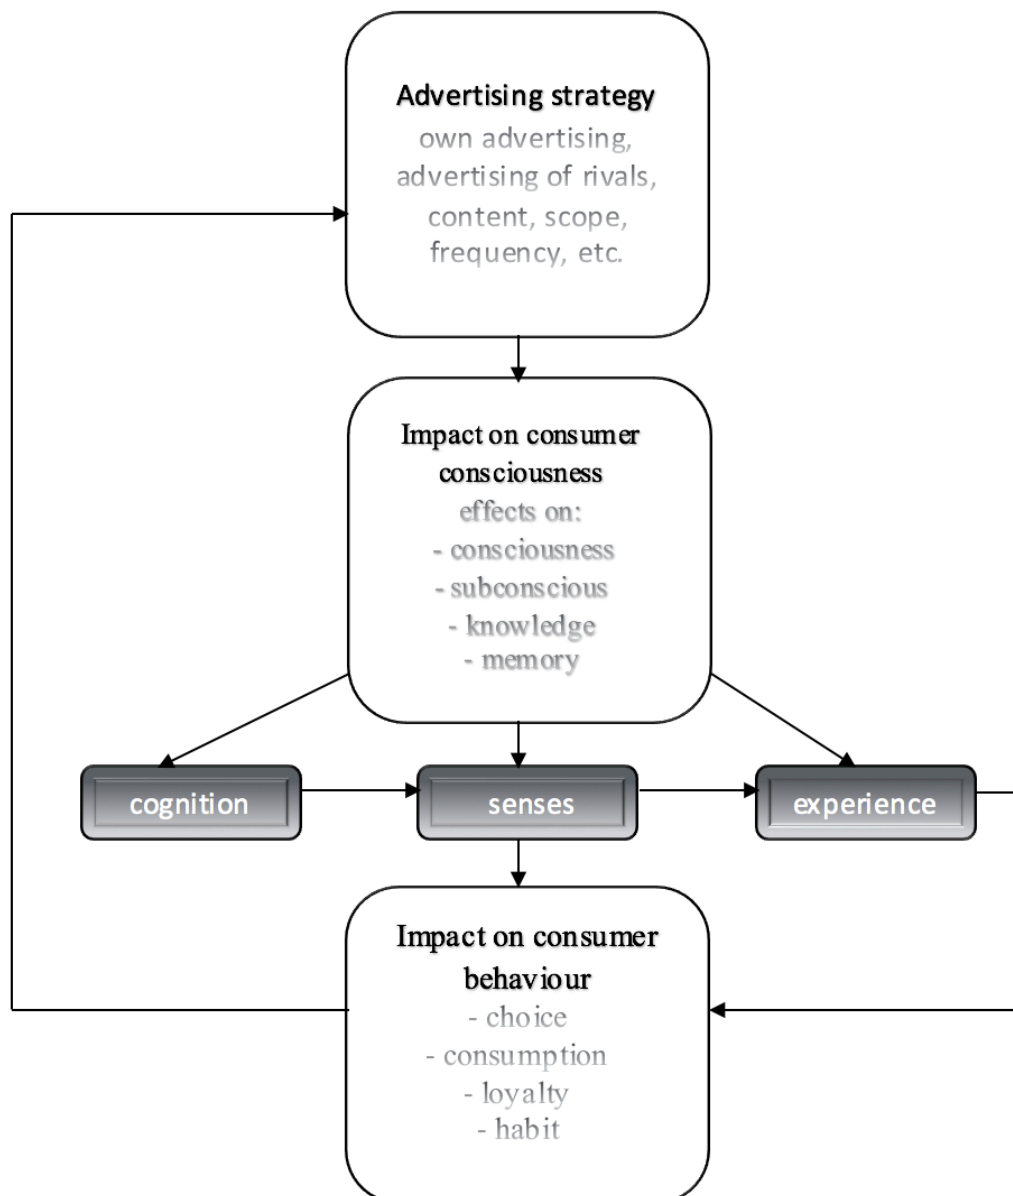 Advertising strategy
own advertising,
advertising of rivals,
content, scope,
frequency, etc.
Impact on consumer
consciousness
effects on:
- consciousness
- subconscious
- knowledge
- memory
cognition
senses
experience
Impact on consumer
behaviour
- choice
- consumption
- loyalty
- habit